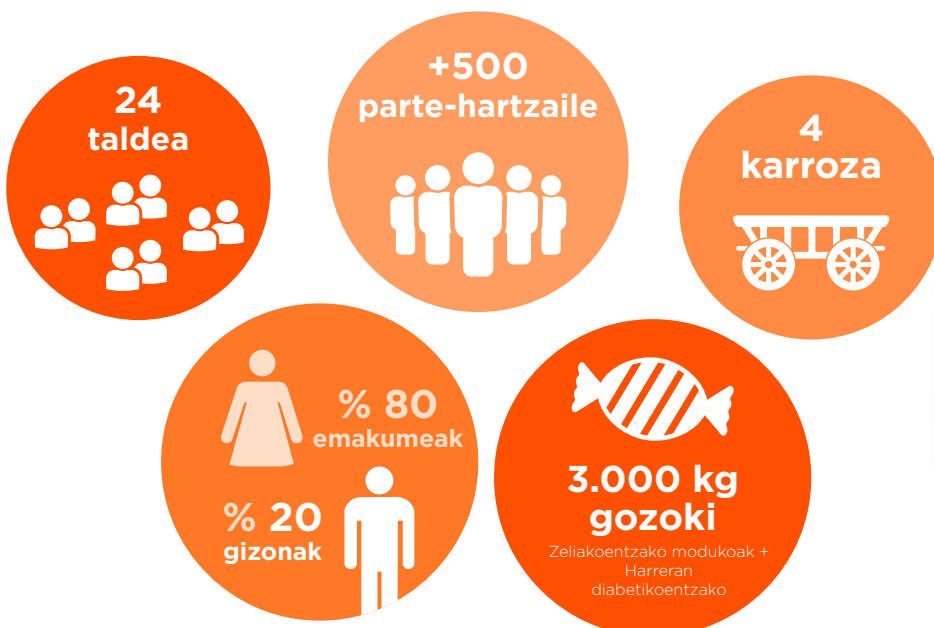 24
taldea
+500
parte-hartzaile
4
karroza
% 80
emakumeak
% 20
gizonak
3.000 kg
gozoki
Zeliakoentzako modukoak +
Harreran
diabetikoentzako